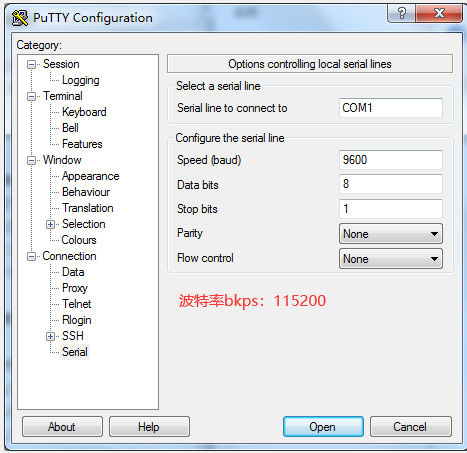 PuTTY Configuration
Category:
Session
Logging
Terminal
Keyboard
Bell
Features
Window
Appearance
Behaviour
Translation
Selection
Colours
Connection
Data
Proxy
Telnet
Rlogin
SSH
Serial
Options controlling local serial lines
Select a serial line
Serial line to connect to COM1
Configure the serial line
Speed (baud) 9600
Data bits 8
Stop bits 1
Parity None
Flow control None
波特率bkps：115200
About Help Open Cancel